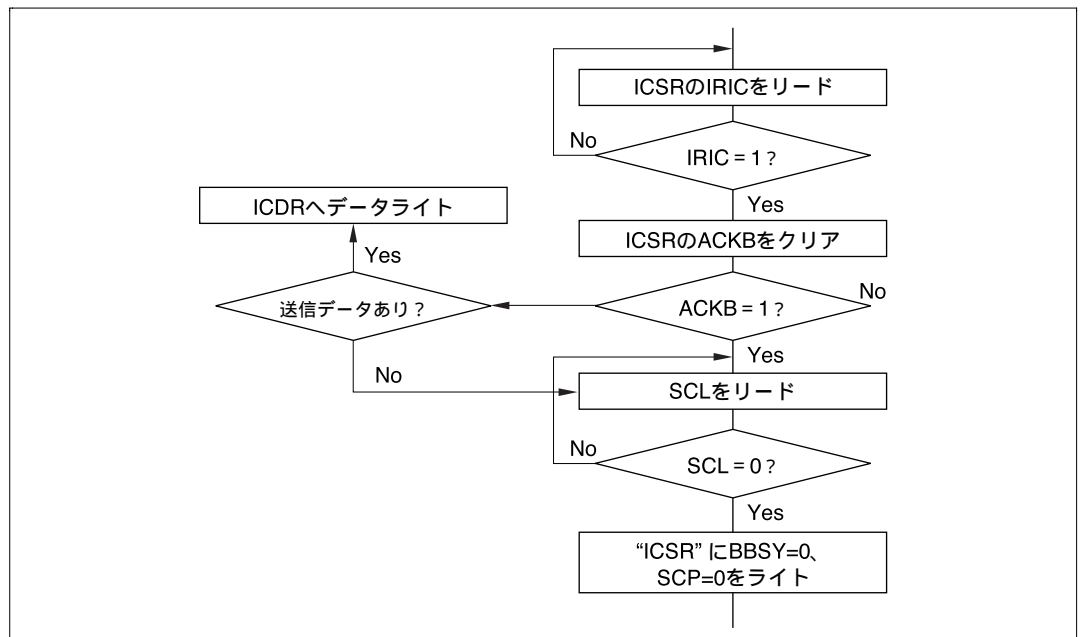 ICSRのIRICをリード
No
IRIC = 1?
Yes
ICDRへデータライト
ICSRのACKBをクリア
Yes
No
送信データあり?
ACKB = 1?
Yes
No
SCLをリード
No
SCL = 0?
Yes
“ICSR” にBBSY=0、
SCP=0をライト